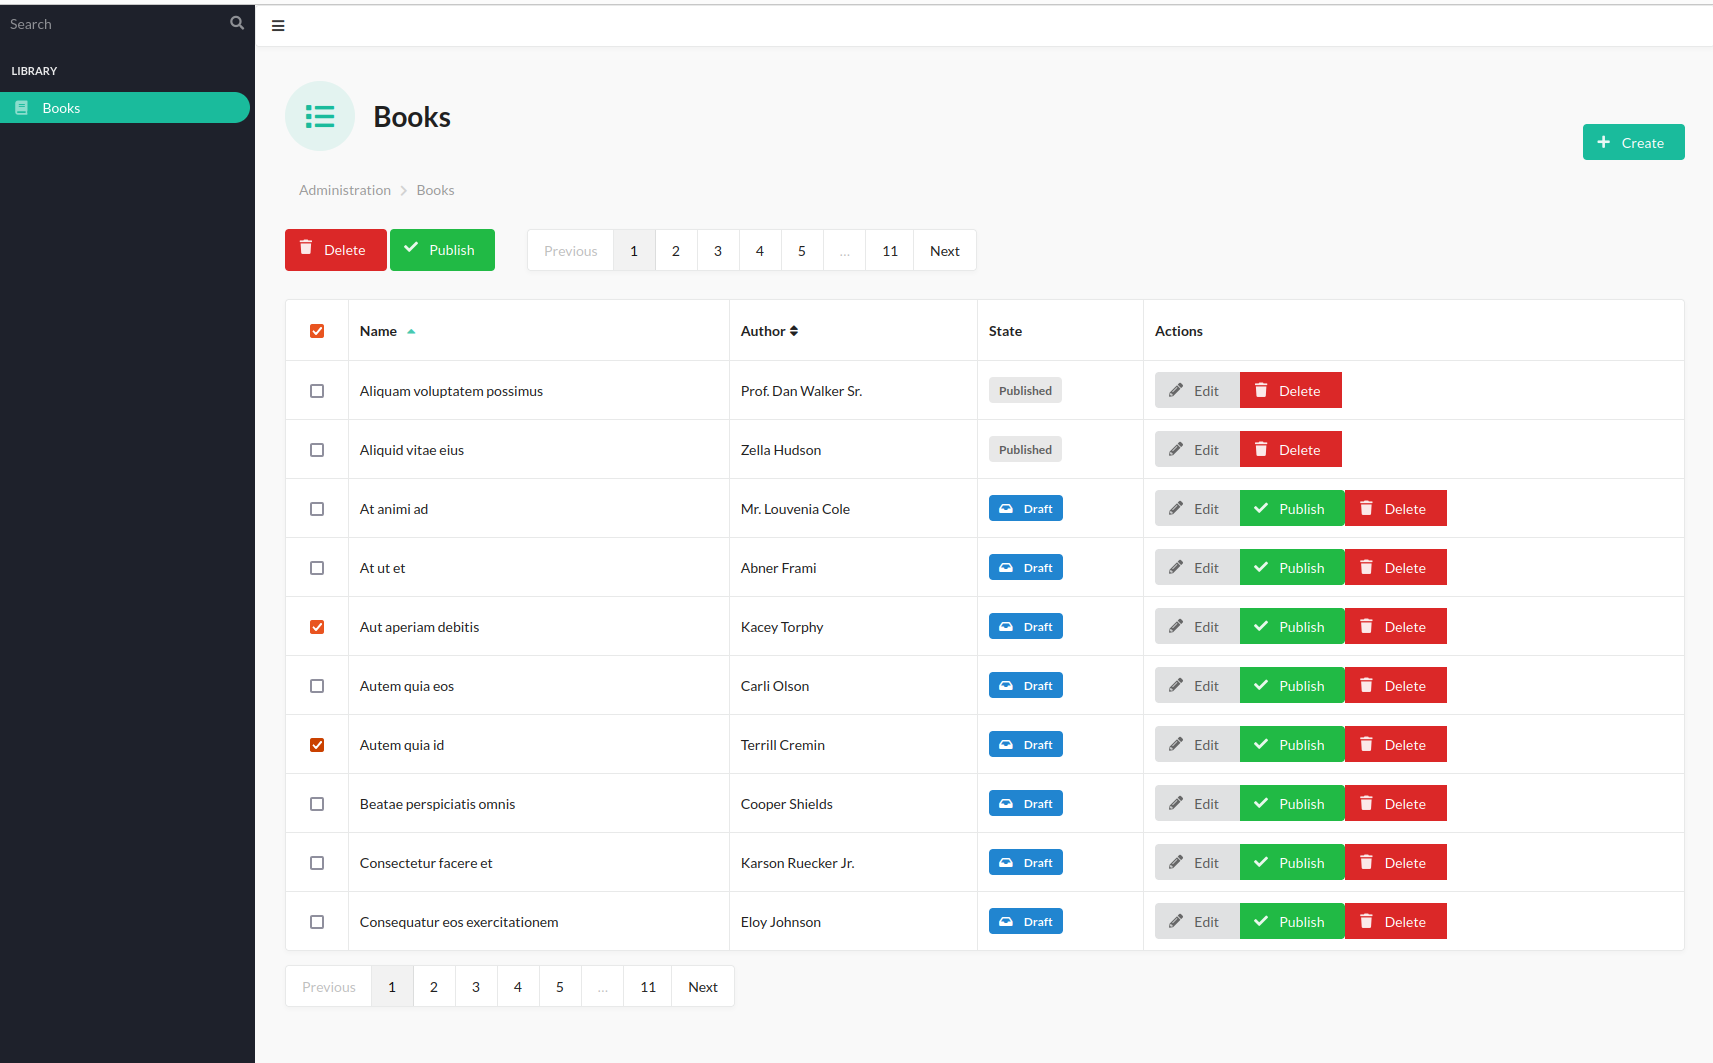 Search
LIBRARY
Books
Books
Create
Administration Books
Delete Publish Previous 1 2 3 4 5 ... 11 Next
Name Author State Actions
Aliquam voluptatem possimus Prof. Dan Walker Sr. Published Edit Delete
Aliquid vitae eius Zella Hudson Published Edit Delete
At animi ad Mr. Louvenia Cole Draft Edit Publish Delete
At ut et Abner Frami Draft Edit Publish Delete
Aut aperiam debitis Kacey Torphy Draft Edit Publish Delete
Autem quia eos Carli Olson Draft Edit Publish Delete
Autem quia id Terrill Cremin Draft Edit Publish Delete
Beatae perspiciatis omnis Cooper Shields Draft Edit Publish Delete
Consectetur facere et Karson Ruecker Jr. Draft Edit Publish Delete
Consequatur eos exercitationem Eloy Johnson Draft Edit Publish Delete
Previous 1 2 3 4 5 ... 11 Next